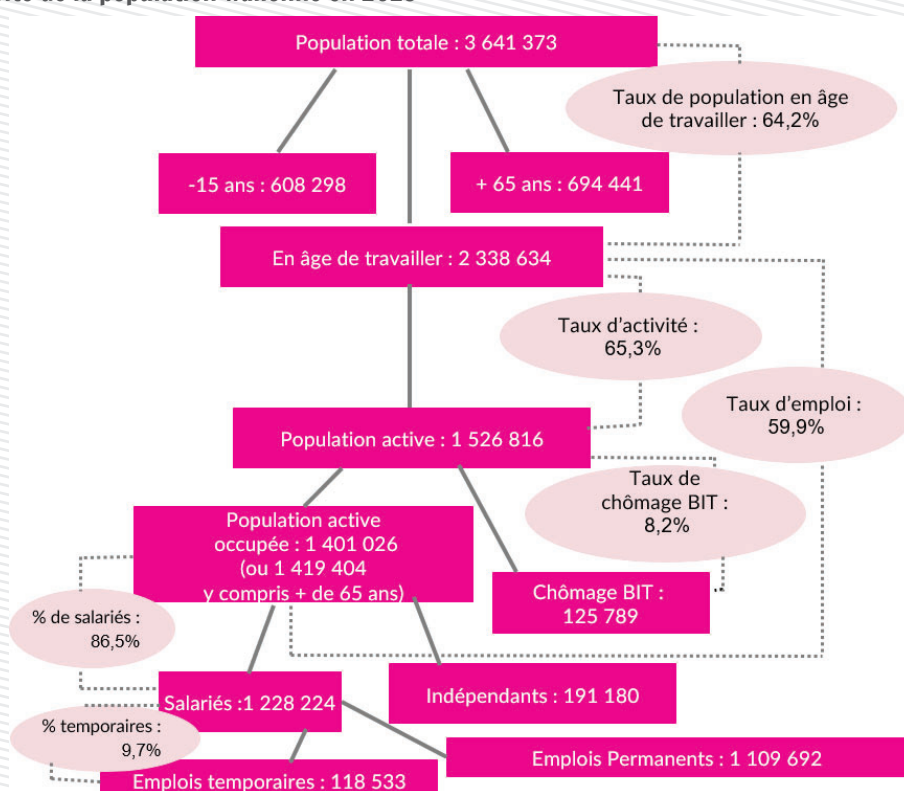 Population totale : 3 641 373
Taux de population en âge
de travailler : 64,2%
-15 ans : 608 298
+ 65 ans : 694 441
En âge de travailler : 2 338 634
Taux d’activité :
65,3%
Taux d’emploi :
59,9%
Population active : 1 526 816
Taux de
chômage BIT :
8,2%
Population active
occupée : 1 401 026
(ou 1 419 404
y compris + de 65 ans)
Chômage BIT :
125 789
% de salariés :
86,5%
Salariés :1 228 224
Indépendants : 191 180
% temporaires :
9,7%
Emplois Permanents : 1 109 692
Emplois temporaires : 118 533